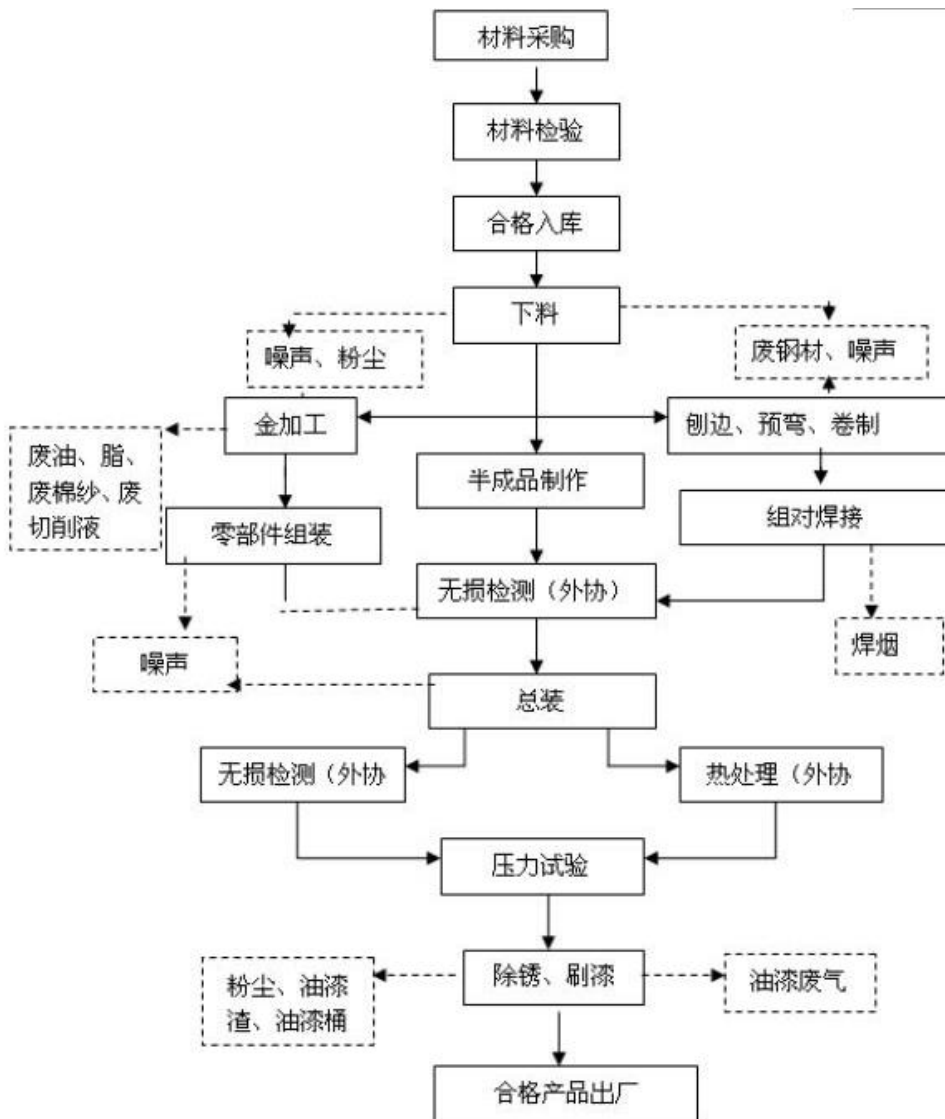 材料采购
材料检验
合格入库
下料
噪声、粉尘
废钢材、噪声
金加工
刨边、预弯、卷制
废油、脂、
废棉纱、废
切削液
半成品制作
组对焊接
零部件组装
无损检测（外协）
噪声
焊烟
总装
无损检测（外协
热处理（外协
压力试验
粉尘、油漆
渣、油漆桶
除锈、刷漆
油漆废气
合格产品出厂